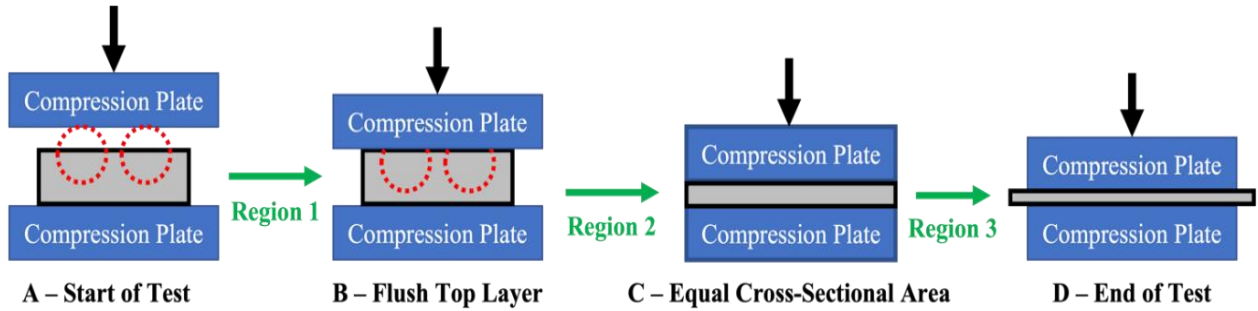 Compression Plate
Compression Plate
Compression Plate
Compression Plate
Compression Plate
Compression Plate
Compression Plate
Compression Plate
Region 1
Region 2
Region 3
A – Start of Test
B – Flush Top Layer
C – Equal Cross-Sectional Area
D – End of Test